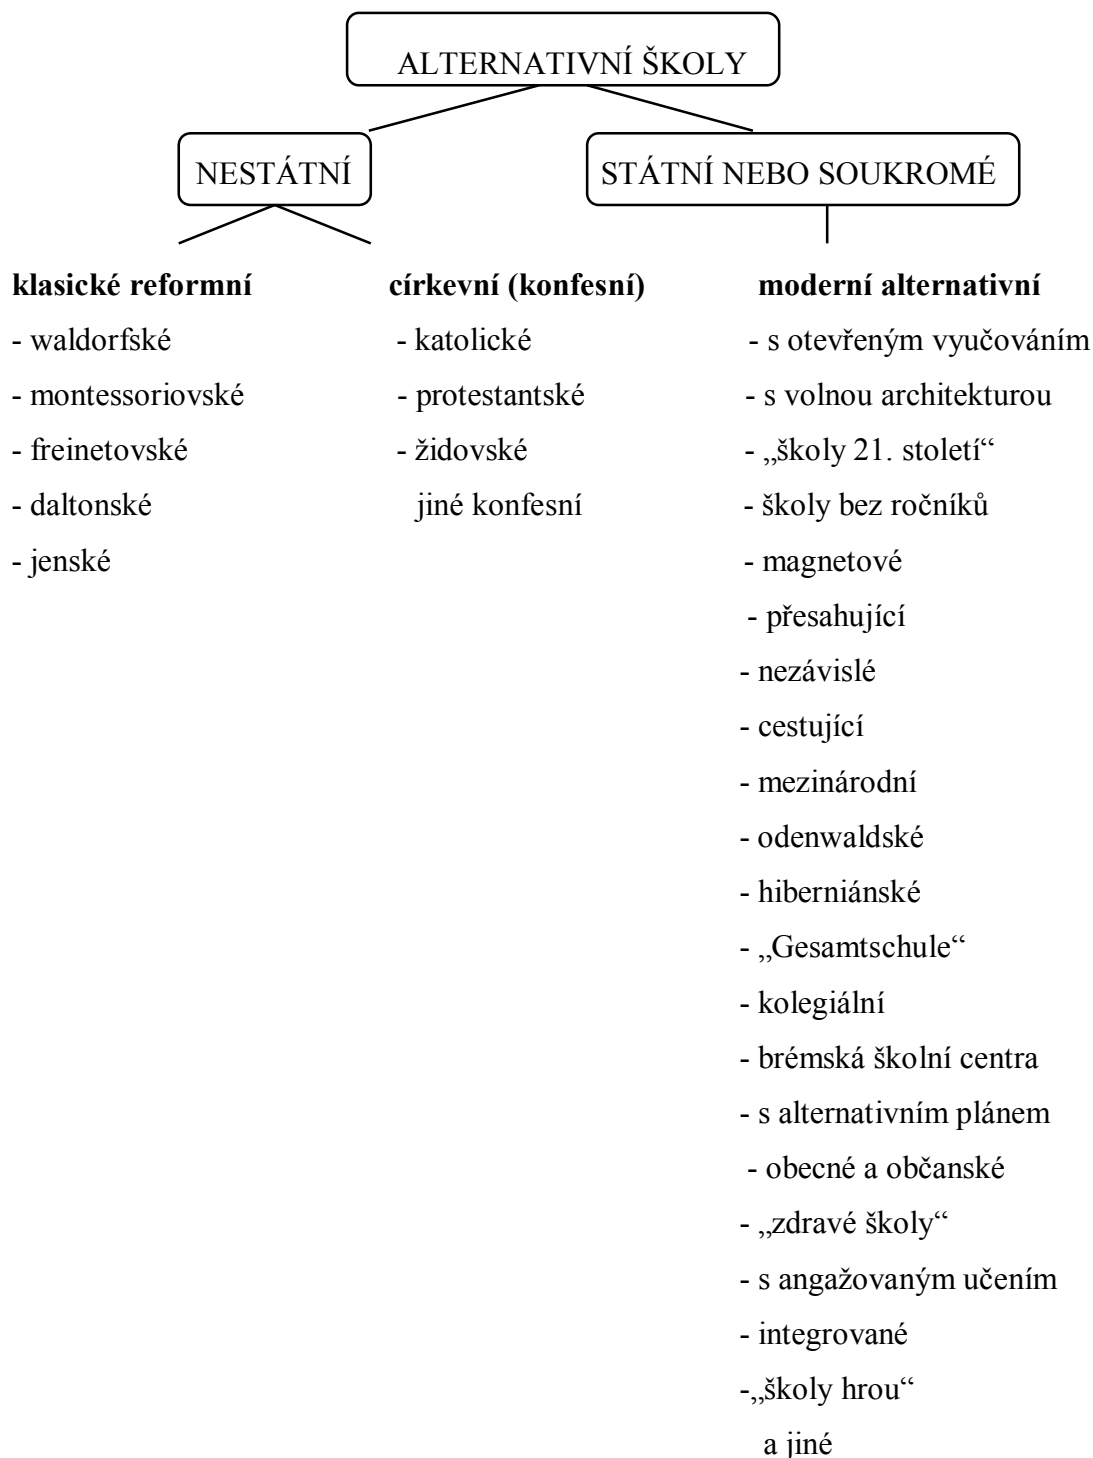 ALTERNATIVNÍ ŠKOLY
NESTÁTNÍ
STÁTNÍ NEBO SOUKROMÉ
klasické reformní
- waldorfské
- montessoriovské
- freinetovské
- daltonské
- jenské
církevní (konfesní)
- katolické
- protestantské
- židovské
jiné konfesní
moderní alternativní
- s otevřeným vyučováním
- s volnou architekturou
- „školy 21. století“
- školy bez ročníků
- magnetové
- přesahující
- nezávislé
- cestující
- mezinárodní
- odenwaldské
- hiberniánské
- „Gesamtschule“
- kolegiální
- brémská školní centra
- s alternativním plánem
- obecné a občanské
- „zdravé školy“
- s angažovaným učením
- integrované
-„školy hrou“
a jiné